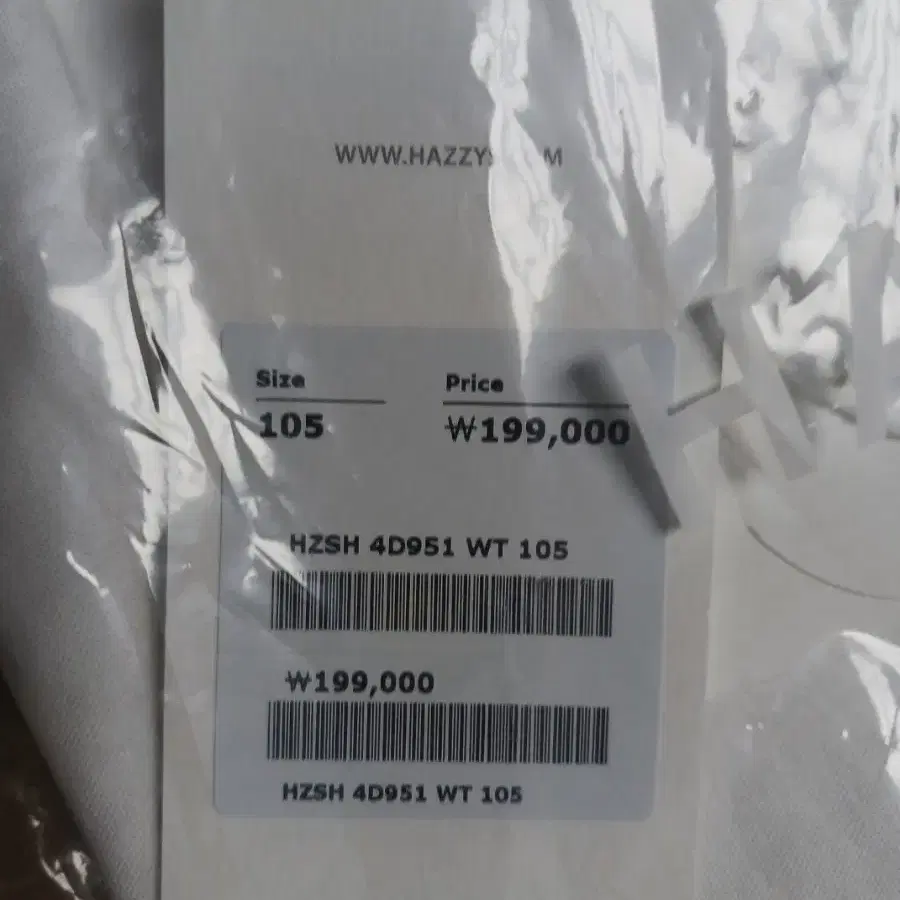 WWW.HAZZYS
Size Price
105 ₩199,000
HZSH 4D951 WT 105
₩199,000
HZSH 4D951 WT 105